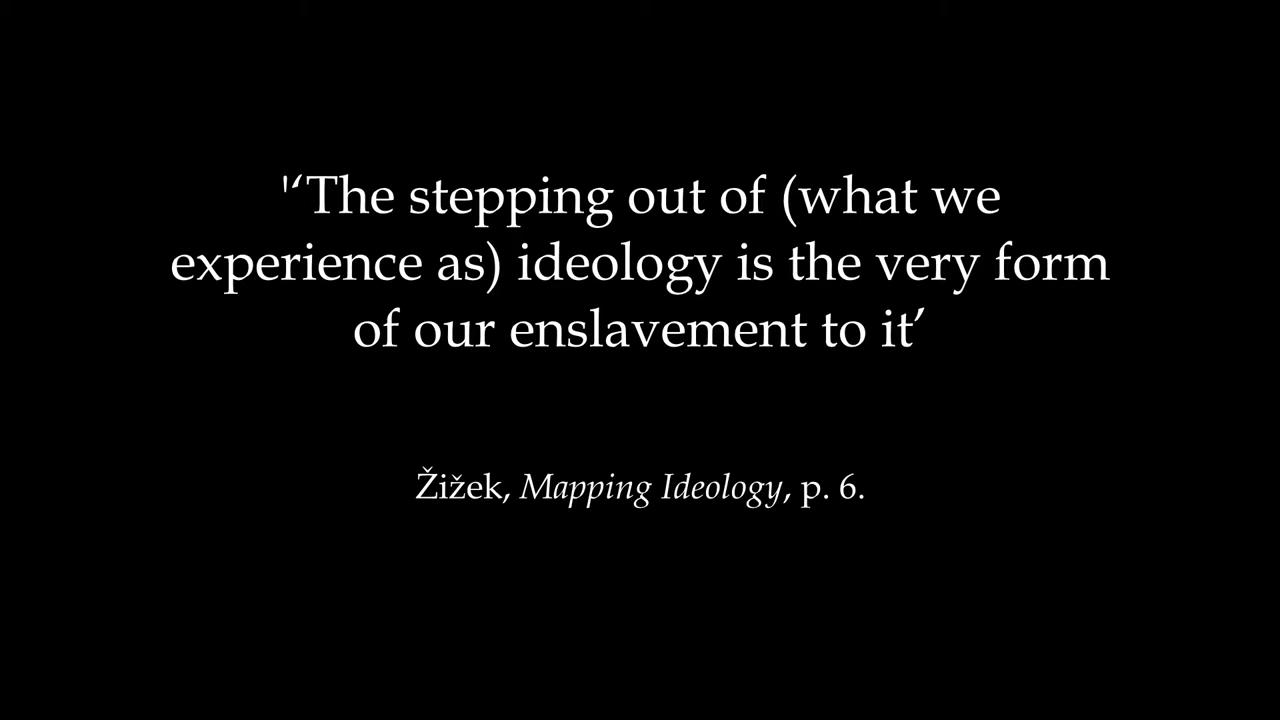 '‘The stepping out of (what we
experience as) ideology is the very form
of our enslavement to it’
Žižek, Mapping Ideology, p. 6.